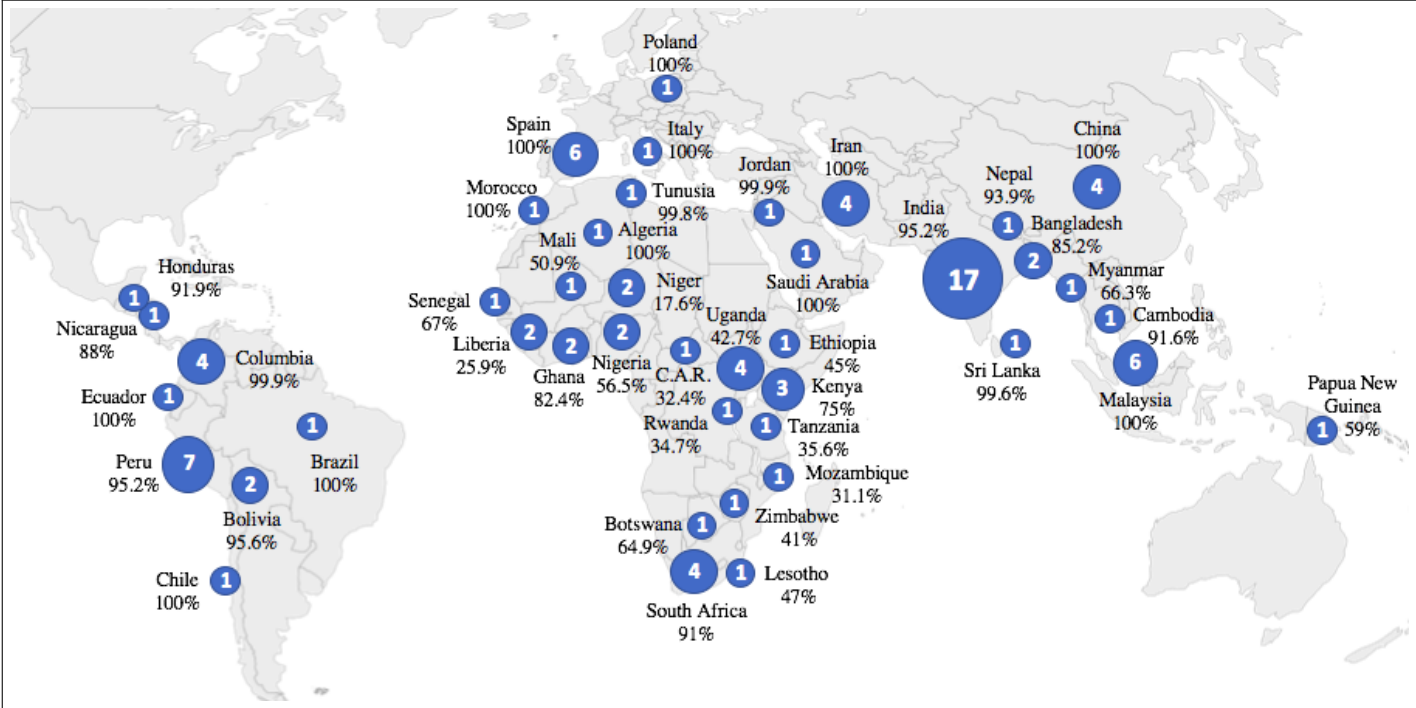 Poland
100%
1
Spain
100%
6
Italy
100%
1
Morocco
100%
1
Tunusia
99.8%
1
Algeria
100%
1
Jordan
99.9%
1
Iran
100%
4
Saudi Arabia
100%
1
China
100%
4
Nepal
93.9%
1
India
95.2%
17
Bangladesh
85.2%
2
Myanmar
66.3%
1
Cambodia
91.6%
1
Sri Lanka
99.6%
1
Malaysia
100%
6
Papua New
Guinea
59%
1
Honduras
91.9%
1
Nicaragua
88%
1
Columbia
99.9%
4
Ecuador
100%
1
Peru
95.2%
7
Brazil
100%
1
Bolivia
95.6%
2
Chile
100%
1
Mali
50.9%
1
Niger
17.6%
2
Senegal
67%
1
Liberia
25.9%
2
Ghana
82.4%
2
Nigeria
56.5%
2
C.A.R.
32.4%
1
Uganda
42.7%
4
Ethiopia
45%
1
Kenya
75%
3
Rwanda
34.7%
1
Tanzania
35.6%
1
Mozambique
31.1%
1
Zimbabwe
41%
1
Botswana
64.9%
1
South Africa
91%
4
Lesotho
47%
1